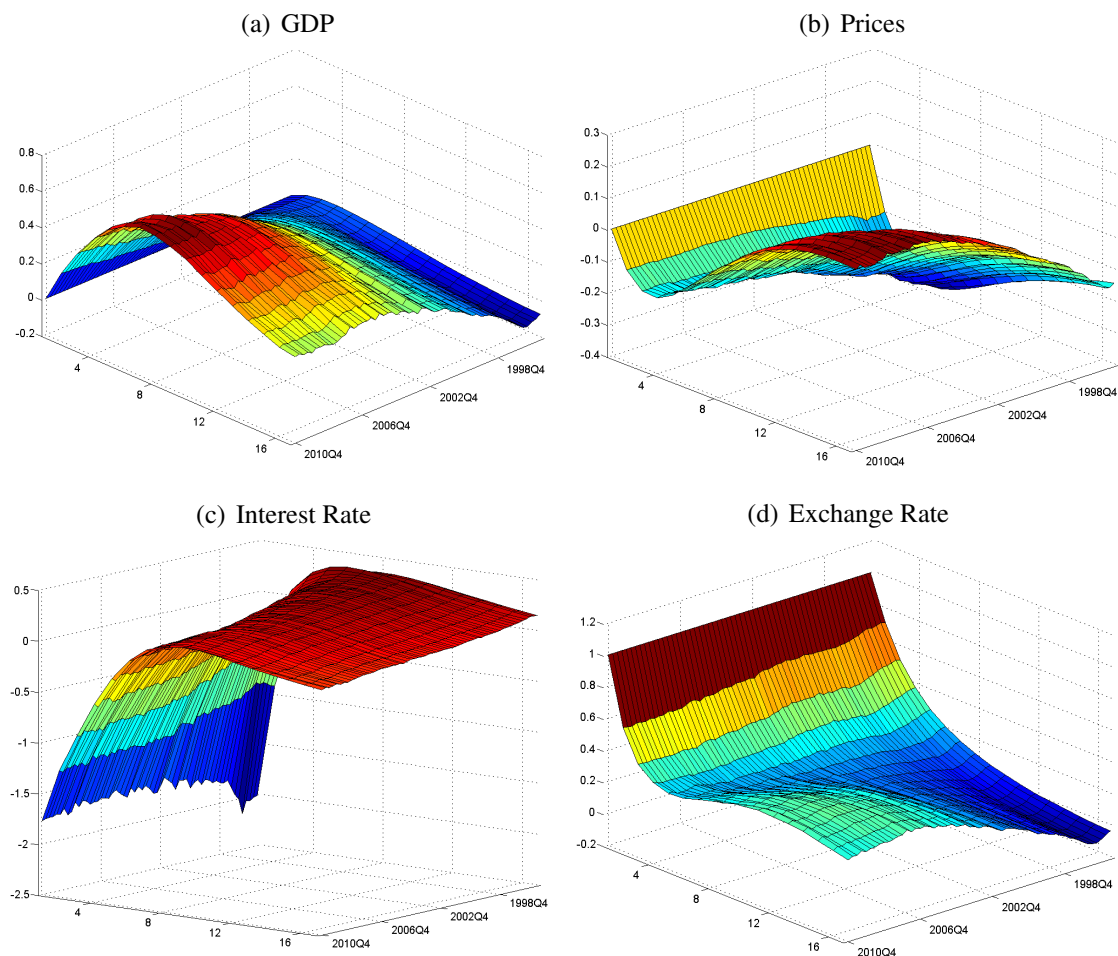 (a) GDP
0.8
0.6
0.4
0.2
0
-0.2
4
8
12
16
2010Q4
2006Q4
2002Q4
1998Q4
(b) Prices
0.3
0.2
0.1
0
-0.1
-0.2
-0.3
-0.4
4
8
12
16
2010Q4
2006Q4
2002Q4
1998Q4
(c) Interest Rate
0.5
0
-0.5
-1
-1.5
-2
-2.5
4
8
12
16
2010Q4
2006Q4
2002Q4
1998Q4
(d) Exchange Rate
1.2
1
0.8
0.6
0.4
0.2
0
-0.2
4
8
12
16
2010Q4
2006Q4
2002Q4
1998Q4